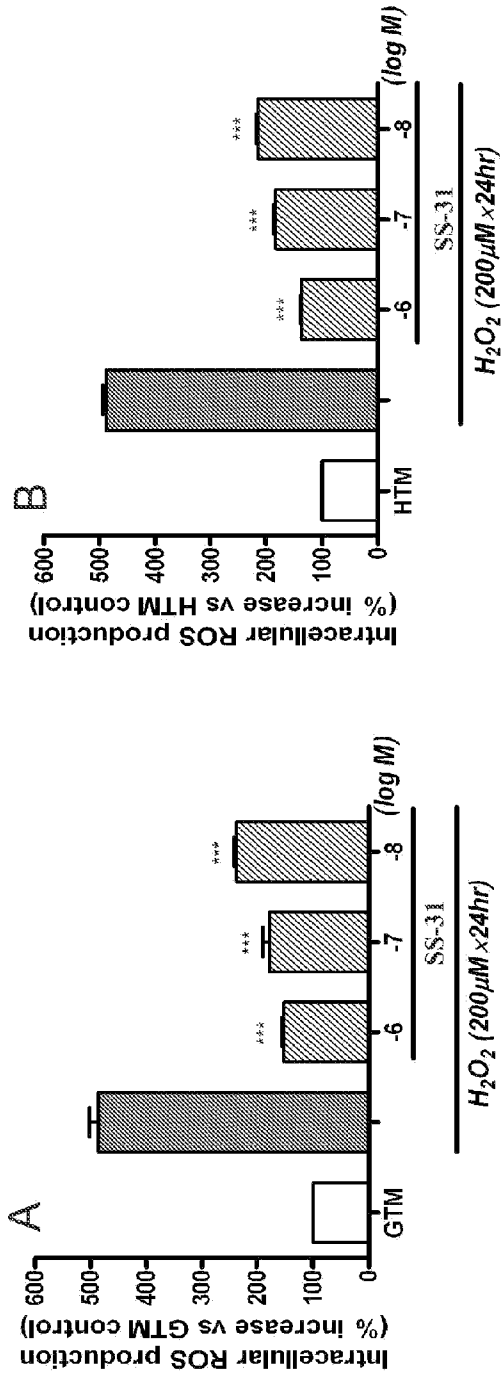 A
Intracellular ROS production
(% increase vs GTM control)
600
500
400
300
200
100
0
***
***
***
GTM
-6
-7
-8
(log M)
SS-31
H₂O₂ (200µM×24hr)
B
Intracellular ROS production
(% increase vs HTM control)
600
500
400
300
200
100
0
***
***
***
HTM
-6
-7
-8
(log M)
SS-31
H₂O₂ (200µM×24hr)